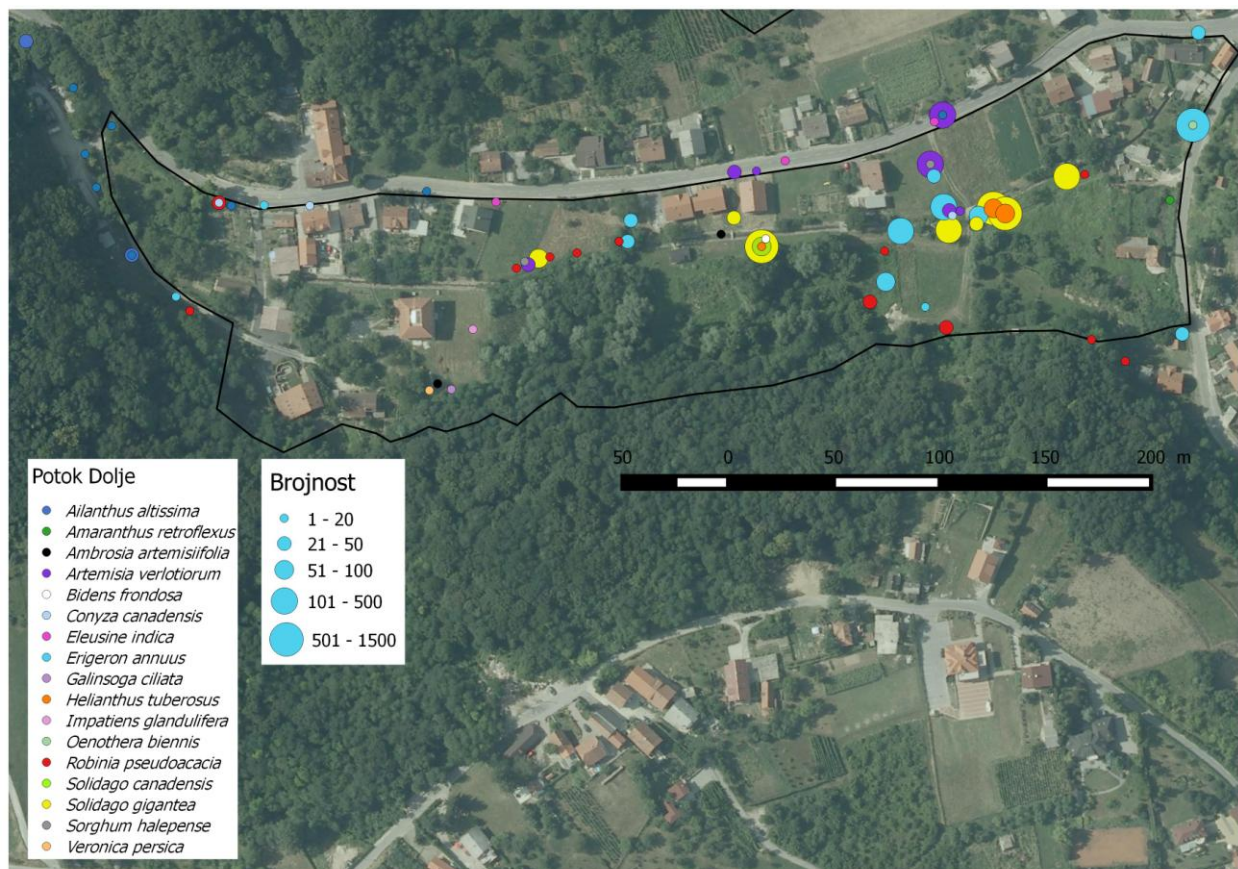 50 0 50 100 150 200 m
Potok Dolje
Ailanthus altissima
Amaranthus retroflexus
Ambrosia artemisiifolia
Artemisia verlotiorum
Bidens frondosa
Conyza canadensis
Eleusine indica
Erigeron annuus
Galinsoga ciliata
Helianthus tuberosus
Impatiens glandulifera
Oenothera biennis
Robinia pseudoacacia
Solidago canadensis
Solidago gigantea
Sorghum halepense
Veronica persica
Brojnost
1 - 20
21 - 50
51 - 100
101 - 500
501 - 1500